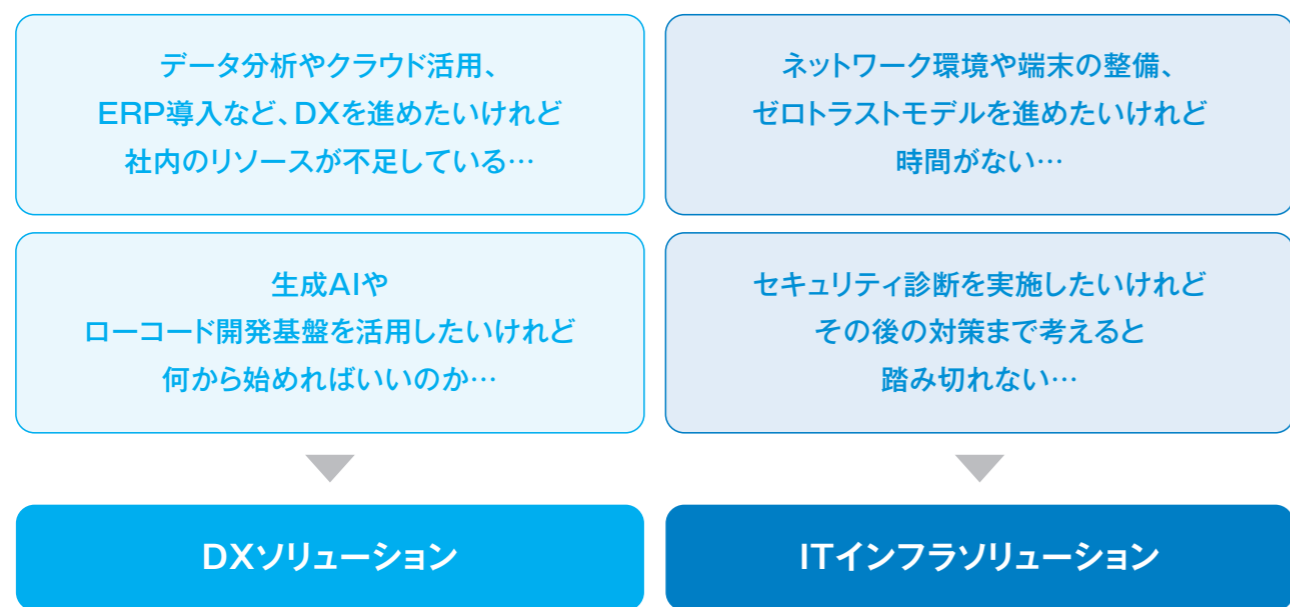 データ分析やクラウド活用、
ERP導入など、DXを進めたいけれど
社内のリソースが不足している…
ネットワーク環境や端末の整備、
ゼロトラストモデルを進めたいけれど
時間がない…
生成AIや
ローコード開発基盤を活用したいけれど
何から始めればいいのか…
セキュリティ診断を実施したいけれど
その後の対策まで考えると
踏み切れない…
DXソリューション
ITインフラソリューション